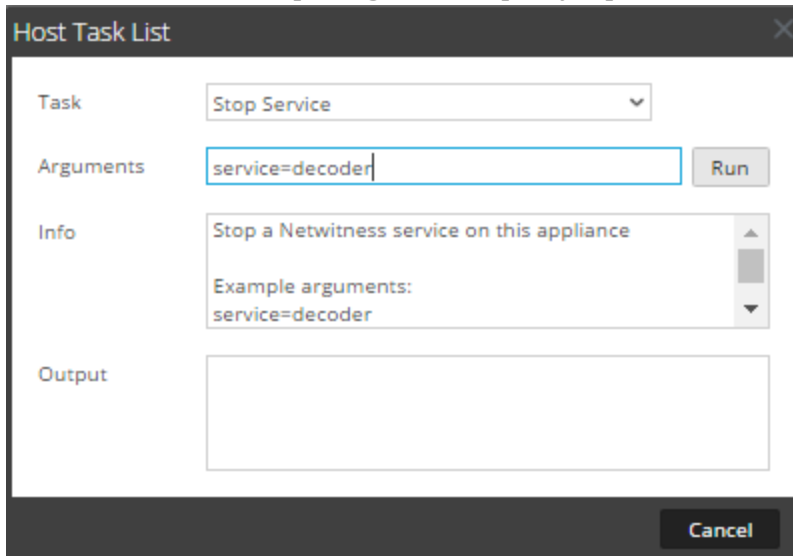 Host Task List
Task
Stop Service
Arguments
service=decoder
Run
Info
Stop a Netwitness service on this appliance
Example arguments:
service=decoder
Output
Cancel